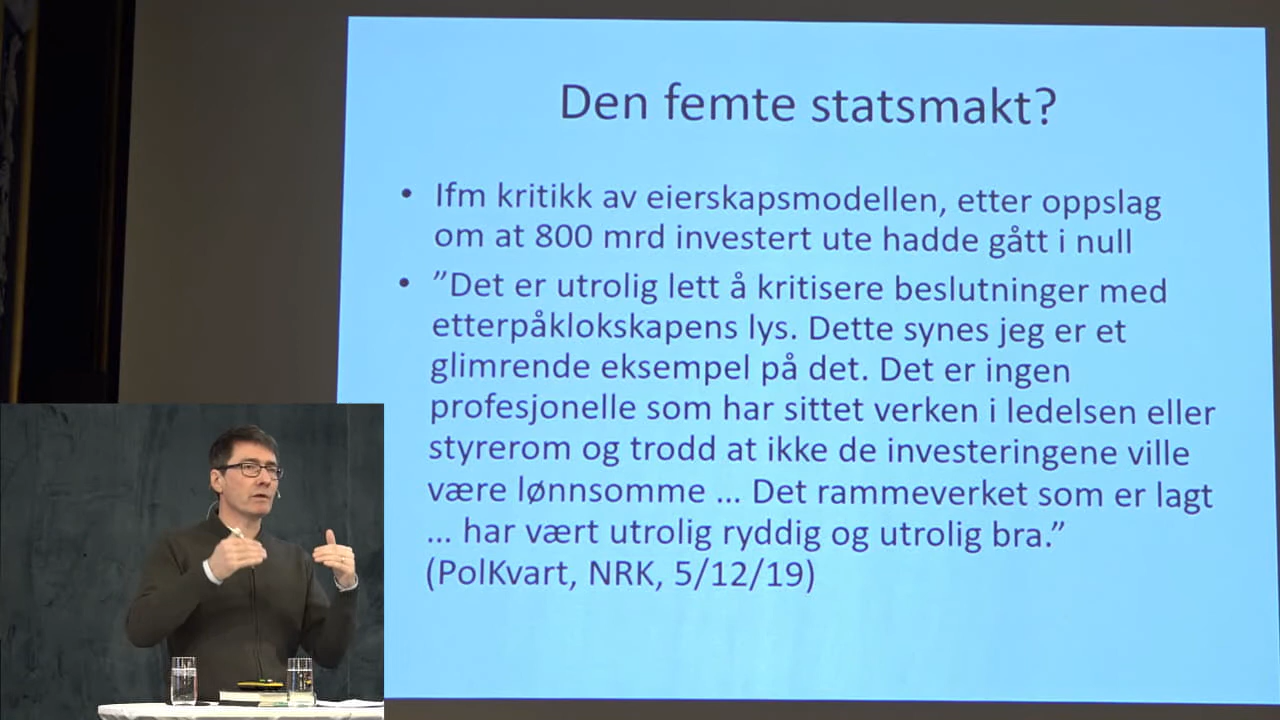 Den femte statsmakt?
• Ifm kritikk av eierskapsmodellen, etter oppslag
om at 800 mrd investert ute hadde gått i null
• ”Det er utrolig lett å kritisere beslutninger med
etterpåklokskapens lys. Dette synes jeg er et
glimrende eksempel på det. Det er ingen
profesjonelle som har sittet verken i ledelsen eller
styrerom og trodd at ikke de investeringene ville
være lønnsomme … Det rammeverket som er lagt
… har vært utrolig ryddig og utrolig bra.”
(PolKvart, NRK, 5/12/19)